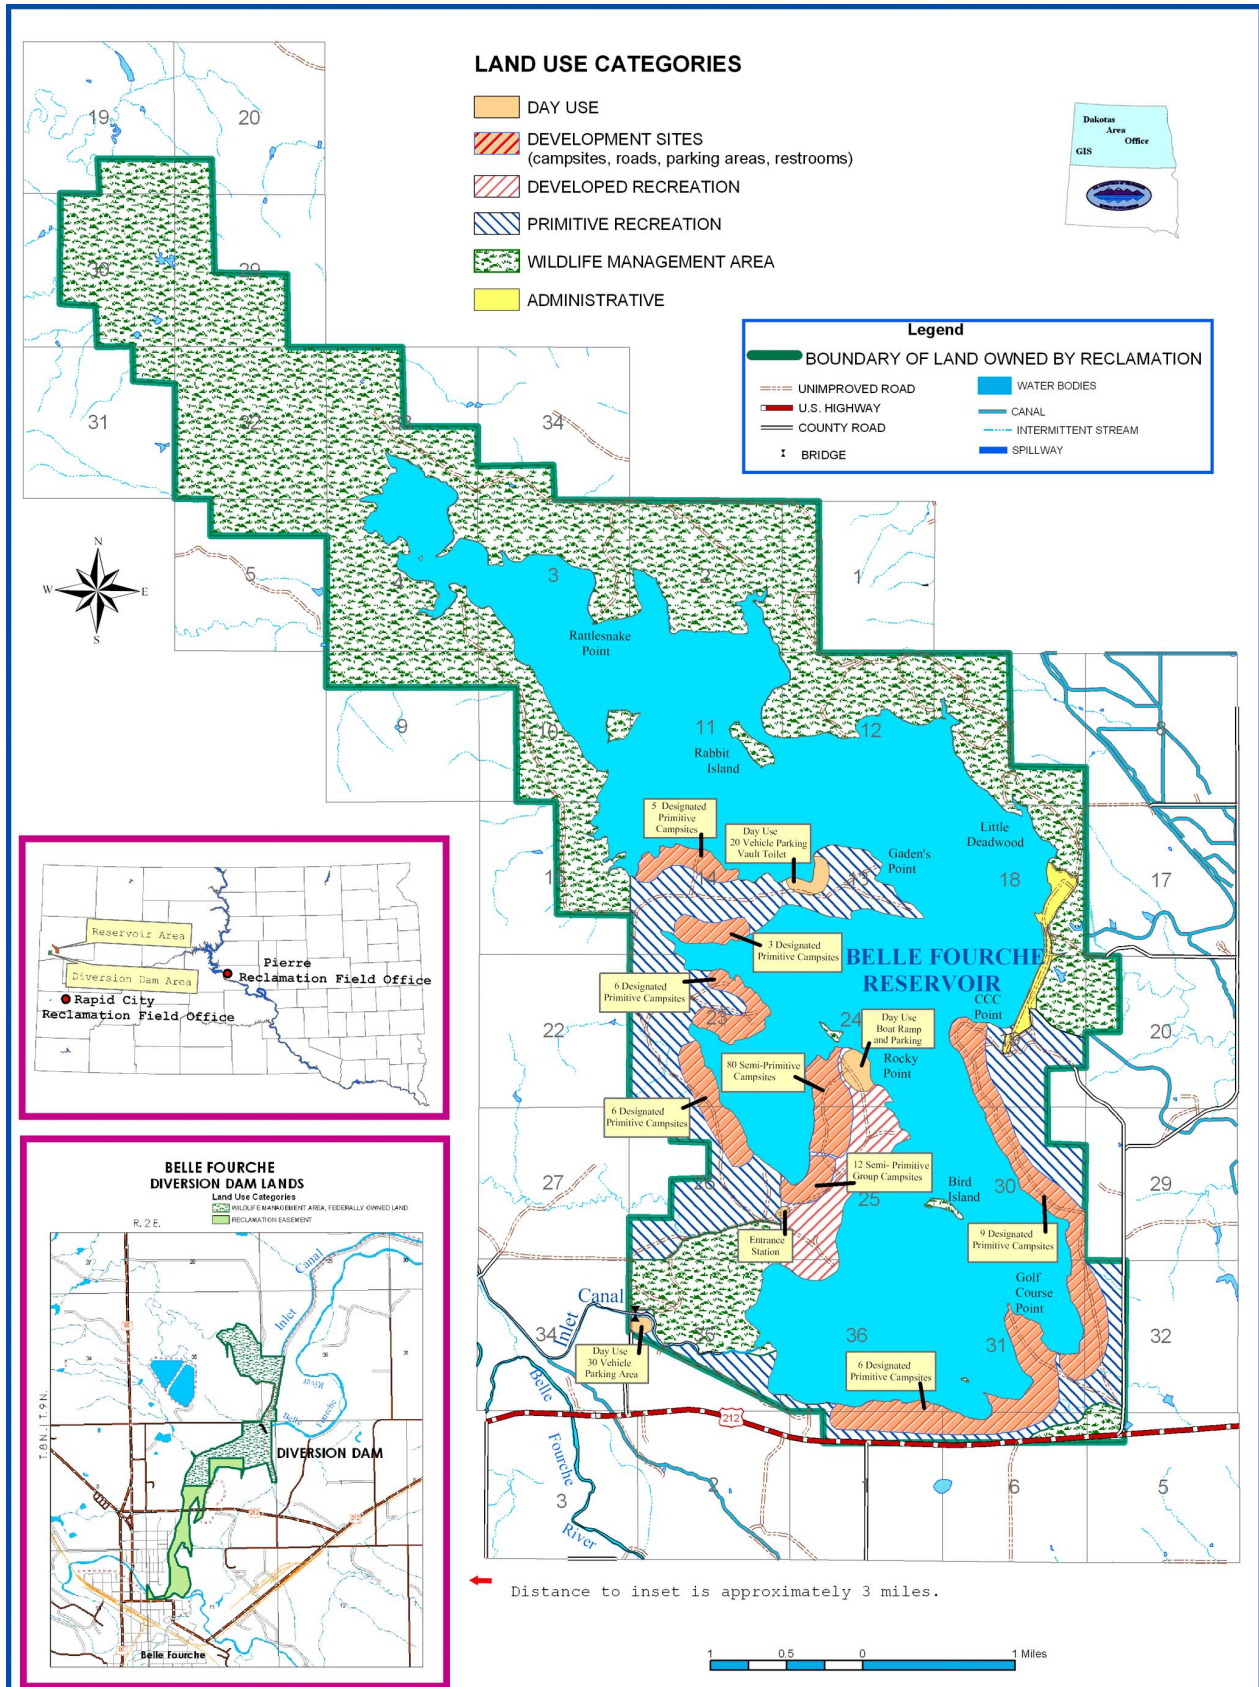 LAND USE CATEGORIES
DAY USE
DEVELOPMENT SITES
(campsites, roads, parking areas, restrooms)
DEVELOPED RECREATION
PRIMITIVE RECREATION
WILDLIFE MANAGEMENT AREA
ADMINISTRATIVE
Dakotas
Area
Office
GIS
Legend
BOUNDARY OF LAND OWNED BY RECLAMATION
UNIMPROVED ROAD
U.S. HIGHWAY
COUNTY ROAD
BRIDGE
WATER BODIES
CANAL
INTERMITTENT STREAM
SPILLWAY
19
20
30
29
31
32
33
34
N
W
E
S
5
4
3
2
1
Rattlesnake
Point
9
10
11
12
8
Rabbit
Island
Little
Deadwood
5 Designated
Primitive
Campsites
Day Use
20 Vehicle Parking
Vault Toilet
Gaden's
Point
15
14
13
18
17
3 Designated
Primitive Campsites
BELLE FOURCHE
RESERVOIR
CCC
Point
6 Designated
Primitive Campsites
22
23
24
20
Day Use
Boat Ramp
and Parking
Rocky
Point
80 Semi-Primitive
Campsites
6 Designated
Primitive Campsites
12 Semi- Primitive
Group Campsites
27
26
25
30
29
Bird
Island
Entrance
Station
9 Designated
Primitive Campsites
Golf
Course
Point
Inlet
Canal
34
35
36
31
32
Day Use
30 Vehicle
Parking Area
6 Designated
Primitive Campsites
212
Belle
Fourche
River
3
2
1
6
5
Distance to inset is approximately 3 miles.
1
0.5
0
1 Miles
Reservoir Area
Diversion Dam Area
Pierre
Reclamation Field Office
Rapid City
Reclamation Field Office
BELLE FOURCHE
DIVERSION DAM LANDS
Land Use Categories
WILDLIFE MANAGEMENT AREA, FEDERALLY OWNED LAND
RECLAMATION EASEMENT
R. 2 E.
T.8 N. | T. 9 N.
Inlet
Canal
Belle
Fourche
River
DIVERSION DAM
Belle Fourche